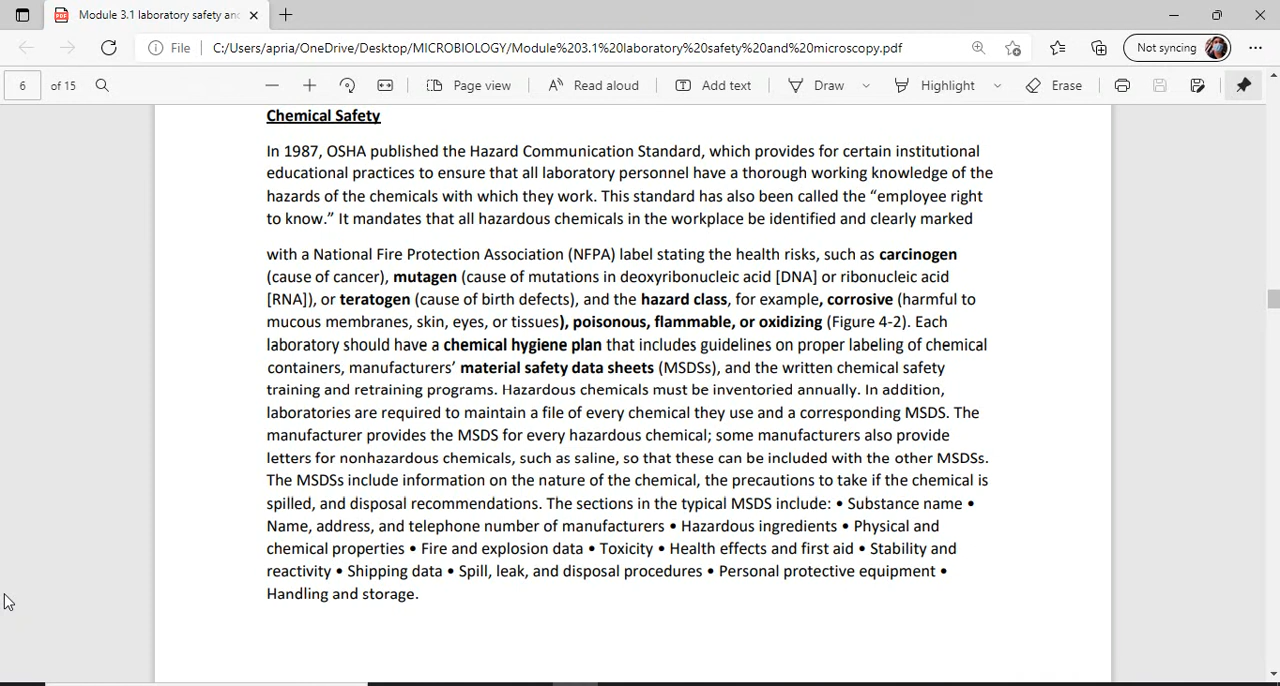 Module 3.1 laboratory safety and
File
C:/Users/apria/OneDrive/Desktop/MICROBIOLOGY/Module%203.1%20laboratory%20safety%20and%20microscopy.pdf
Not syncing
6 of 15
Page view
Read aloud
Add text
Draw
Highlight
Erase
Chemical Safety
In 1987, OSHA published the Hazard Communication Standard, which provides for certain institutional
educational practices to ensure that all laboratory personnel have a thorough working knowledge of the
hazards of the chemicals with which they work. This standard has also been called the “employee right
to know.” It mandates that all hazardous chemicals in the workplace be identified and clearly marked
with a National Fire Protection Association (NFPA) label stating the health risks, such as carcinogen
(cause of cancer), mutagen (cause of mutations in deoxyribonucleic acid [DNA] or ribonucleic acid
[RNA]), or teratogen (cause of birth defects), and the hazard class, for example, corrosive (harmful to
mucous membranes, skin, eyes, or tissues), poisonous, flammable, or oxidizing (Figure 4-2). Each
laboratory should have a chemical hygiene plan that includes guidelines on proper labeling of chemical
containers, manufacturers’ material safety data sheets (MSDSs), and the written chemical safety
training and retraining programs. Hazardous chemicals must be inventoried annually. In addition,
laboratories are required to maintain a file of every chemical they use and a corresponding MSDS. The
manufacturer provides the MSDS for every hazardous chemical; some manufacturers also provide
letters for nonhazardous chemicals, such as saline, so that these can be included with the other MSDSs.
The MSDSs include information on the nature of the chemical, the precautions to take if the chemical is
spilled, and disposal recommendations. The sections in the typical MSDS include: • Substance name •
Name, address, and telephone number of manufacturers • Hazardous ingredients • Physical and
chemical properties • Fire and explosion data • Toxicity • Health effects and first aid • Stability and
reactivity • Shipping data • Spill, leak, and disposal procedures • Personal protective equipment •
Handling and storage.